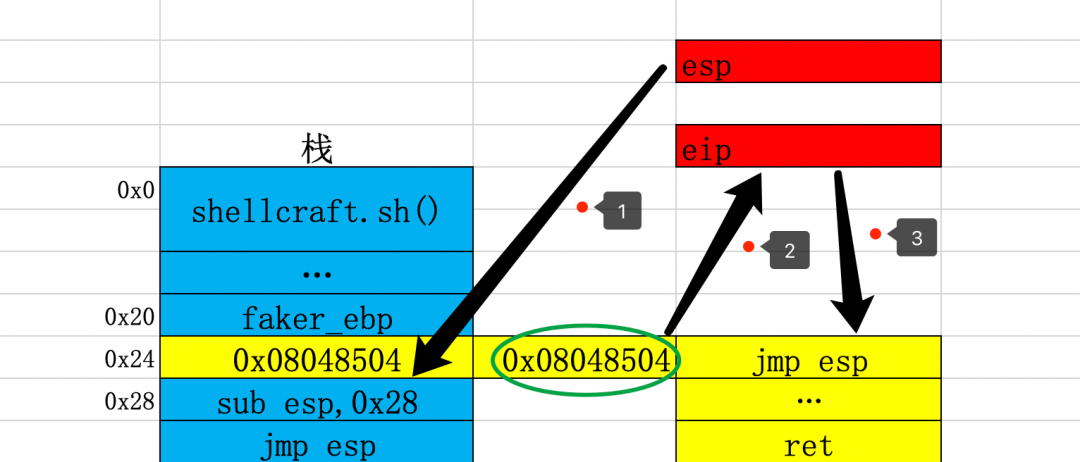 esp
eip
栈
0x0
shellcraft.sh()
1
2
3
...
0x20
faker_ebp
0x24
0x08048504
0x08048504
jmp esp
0x28
sub esp,0x28
...
jmp esp
ret